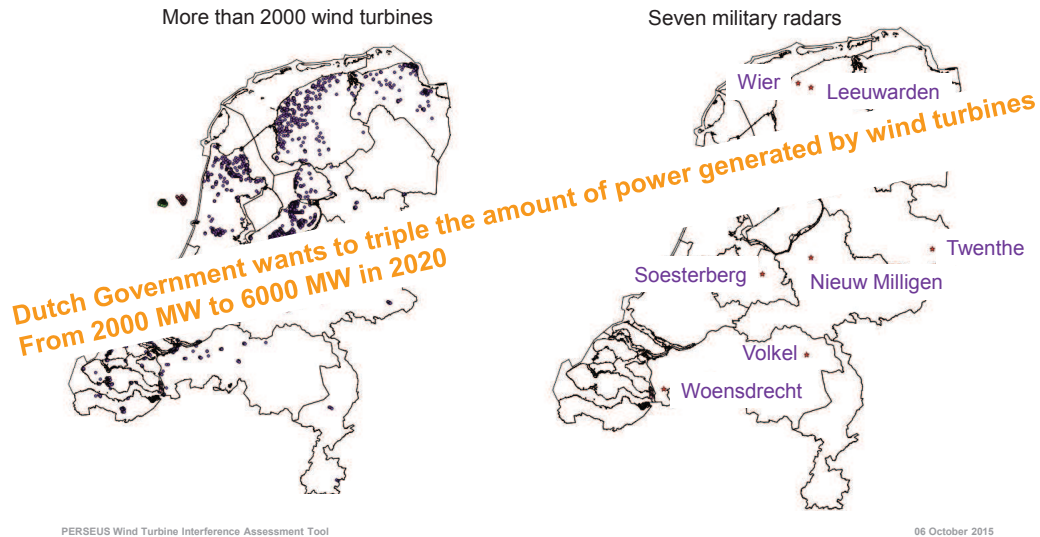 More than 2000 wind turbines
Seven military radars
Wier
Leeuwarden
Dutch Government wants to triple the amount of power generated by wind turbines
From 2000 MW to 6000 MW in 2020
Twenthe
Soesterberg
Nieuw Milligen
Volkel
Woensdrecht
PERSEUS Wind Turbine Interference Assessment Tool
06 October 2015